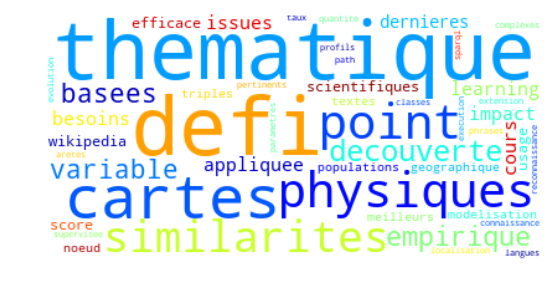 efficace issues taux quantite dernieres complexes
thematique
profils
path
sparql
evolution
basees triples pertinents scientifiques learning
defi
textes classes extension
besoins point impact
parametres
execution
phrases
wikipedia
decouverte
cours
usage
reconnaissance
aretes
variable appliquee populations geographique
cartes physiques
connaissance
meilleurs modelisation
score
similarites empirique
supervisee
noeud localisation langues